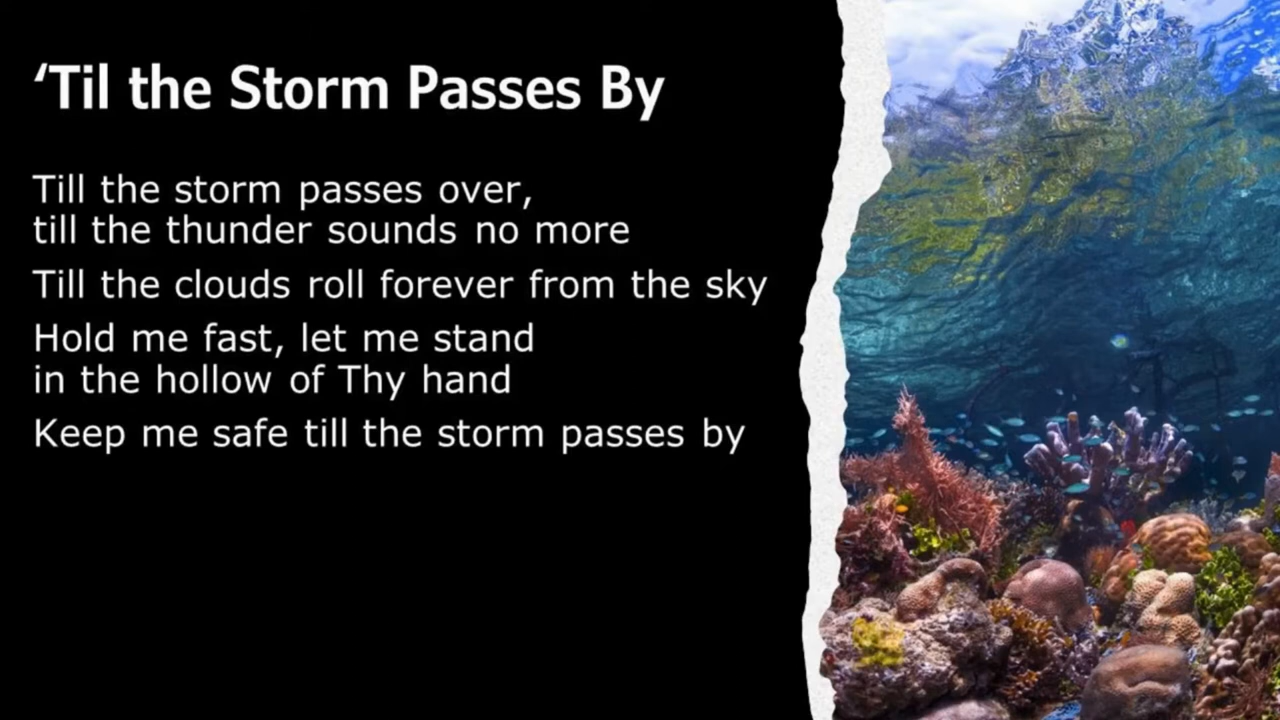 ‘Til the Storm Passes By
Till the storm passes over,
till the thunder sounds no more
Till the clouds roll forever from the sky
Hold me fast, let me stand
in the hollow of Thy hand
Keep me safe till the storm passes by